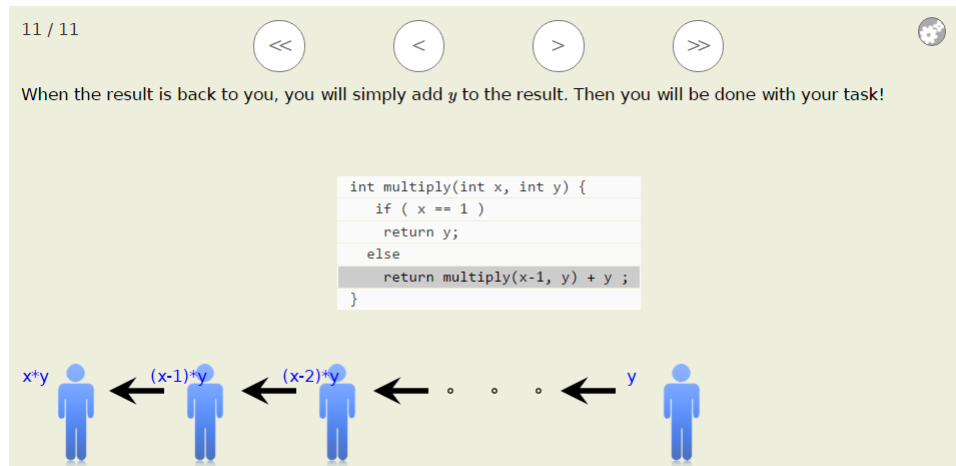 11 / 11
<<
<
>
>>
When the result is back to you, you will simply add y to the result. Then you will be done with your task!
int multiply(int x, int y) {
if ( x == 1 )
return y;
else
return multiply(x-1, y) + y ;
}
x*y (x-1)*y (x-2)*y y